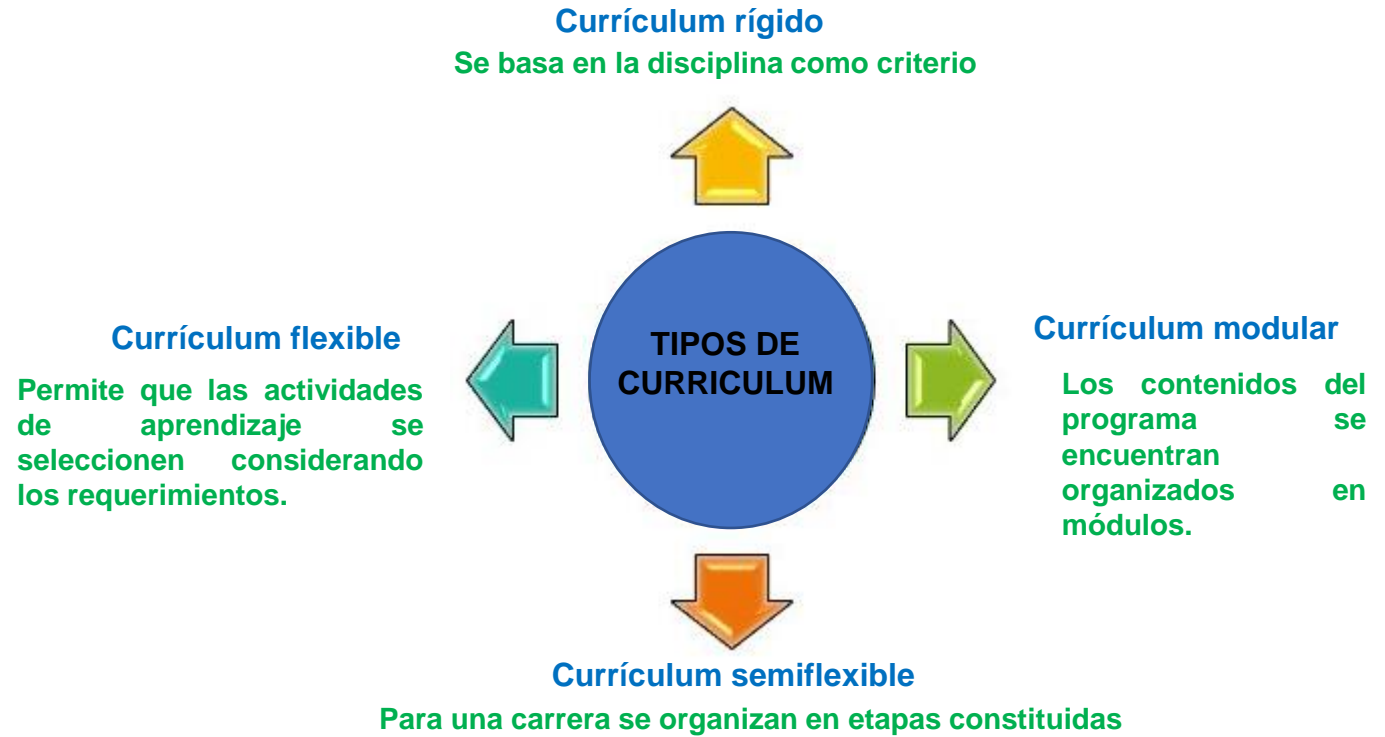 Currículum rígido
Se basa en la disciplina como criterio
Currículum flexible
Permite que las actividades
de aprendizaje se
seleccionen considerando
los requerimientos.
TIPOS DE
CURRICULUM
Currículum modular
Los contenidos del
programa se
encuentran
organizados en
módulos.
Currículum semiflexible
Para una carrera se organizan en etapas constituidas